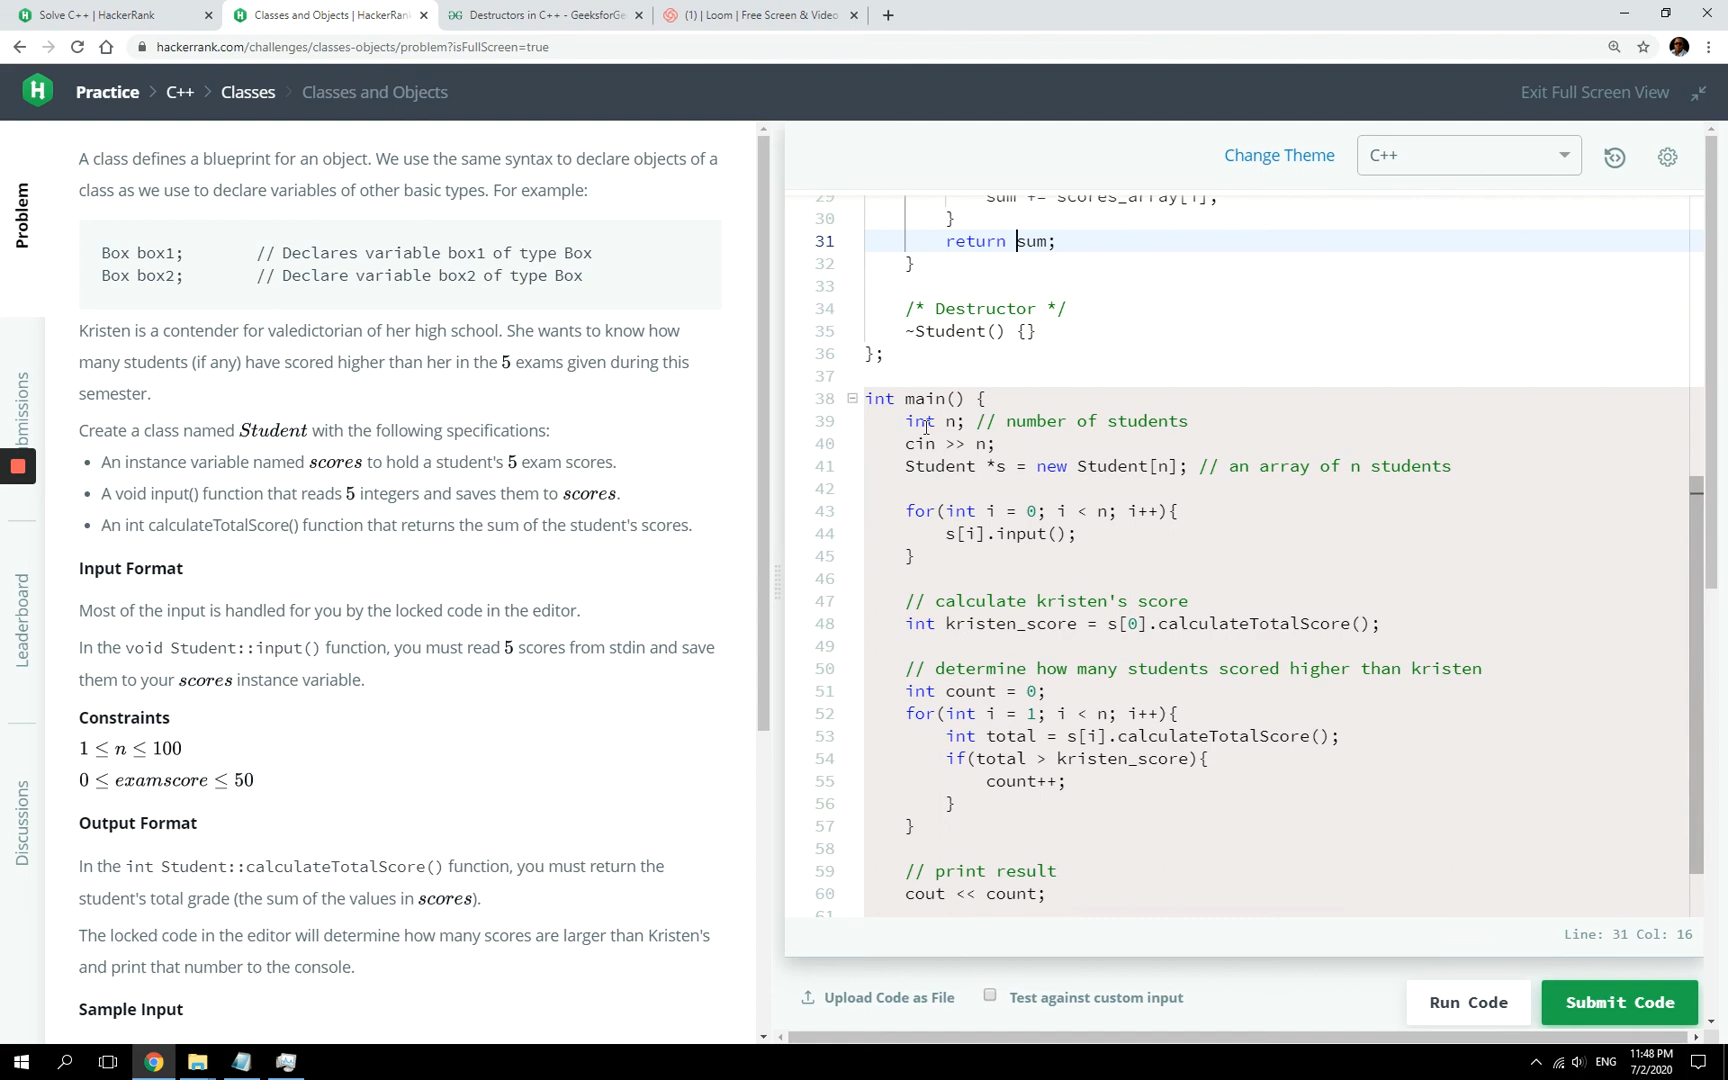 Solve C++ | HackerRank
Classes and Objects | HackerRank
Destructors in C++ - GeeksforGe
(1) | Loom | Free Screen & Video
hackerrank.com/challenges/classes-objects/problem?isFullScreen=true
Practice > C++ > Classes > Classes and Objects
Exit Full Screen View
Problem
Submissions
Leaderboard
Discussions
A class defines a blueprint for an object. We use the same syntax to declare objects of a
class as we use to declare variables of other basic types. For example:
Box box1; // Declares variable box1 of type Box
Box box2; // Declare variable box2 of type Box
Kristen is a contender for valedictorian of her high school. She wants to know how
many students (if any) have scored higher than her in the 5 exams given during this
semester.
Create a class named Student with the following specifications:
• An instance variable named scores to hold a student's 5 exam scores.
• A void input() function that reads 5 integers and saves them to scores.
• An int calculateTotalScore() function that returns the sum of the student's scores.
Input Format
Most of the input is handled for you by the locked code in the editor.
In the void Student::input() function, you must read 5 scores from stdin and save
them to your scores instance variable.
Constraints
1 ≤ n ≤ 100
0 ≤ examscore ≤ 50
Output Format
In the int Student::calculateTotalScore() function, you must return the
student's total grade (the sum of the values in scores).
The locked code in the editor will determine how many scores are larger than Kristen's
and print that number to the console.
Sample Input
Change Theme
C++
29 sum += scores_array[i];
30 }
31 return sum;
32 }
33
34 /* Destructor */
35 ~Student() {}
36 };
37
38 int main() {
39 int n; // number of students
40 cin >> n;
41 Student *s = new Student[n]; // an array of n students
42
43 for(int i = 0; i < n; i++){
44 s[i].input();
45 }
46
47 // calculate kristen's score
48 int kristen_score = s[0].calculateTotalScore();
49
50 // determine how many students scored higher than kristen
51 int count = 0;
52 for(int i = 1; i < n; i++){
53 int total = s[i].calculateTotalScore();
54 if(total > kristen_score){
55 count++;
56 }
57 }
58
59 // print result
60 cout << count;
61
Line: 31 Col: 16
Upload Code as File
Test against custom input
Run Code
Submit Code
ENG
11:48 PM
7/2/2020